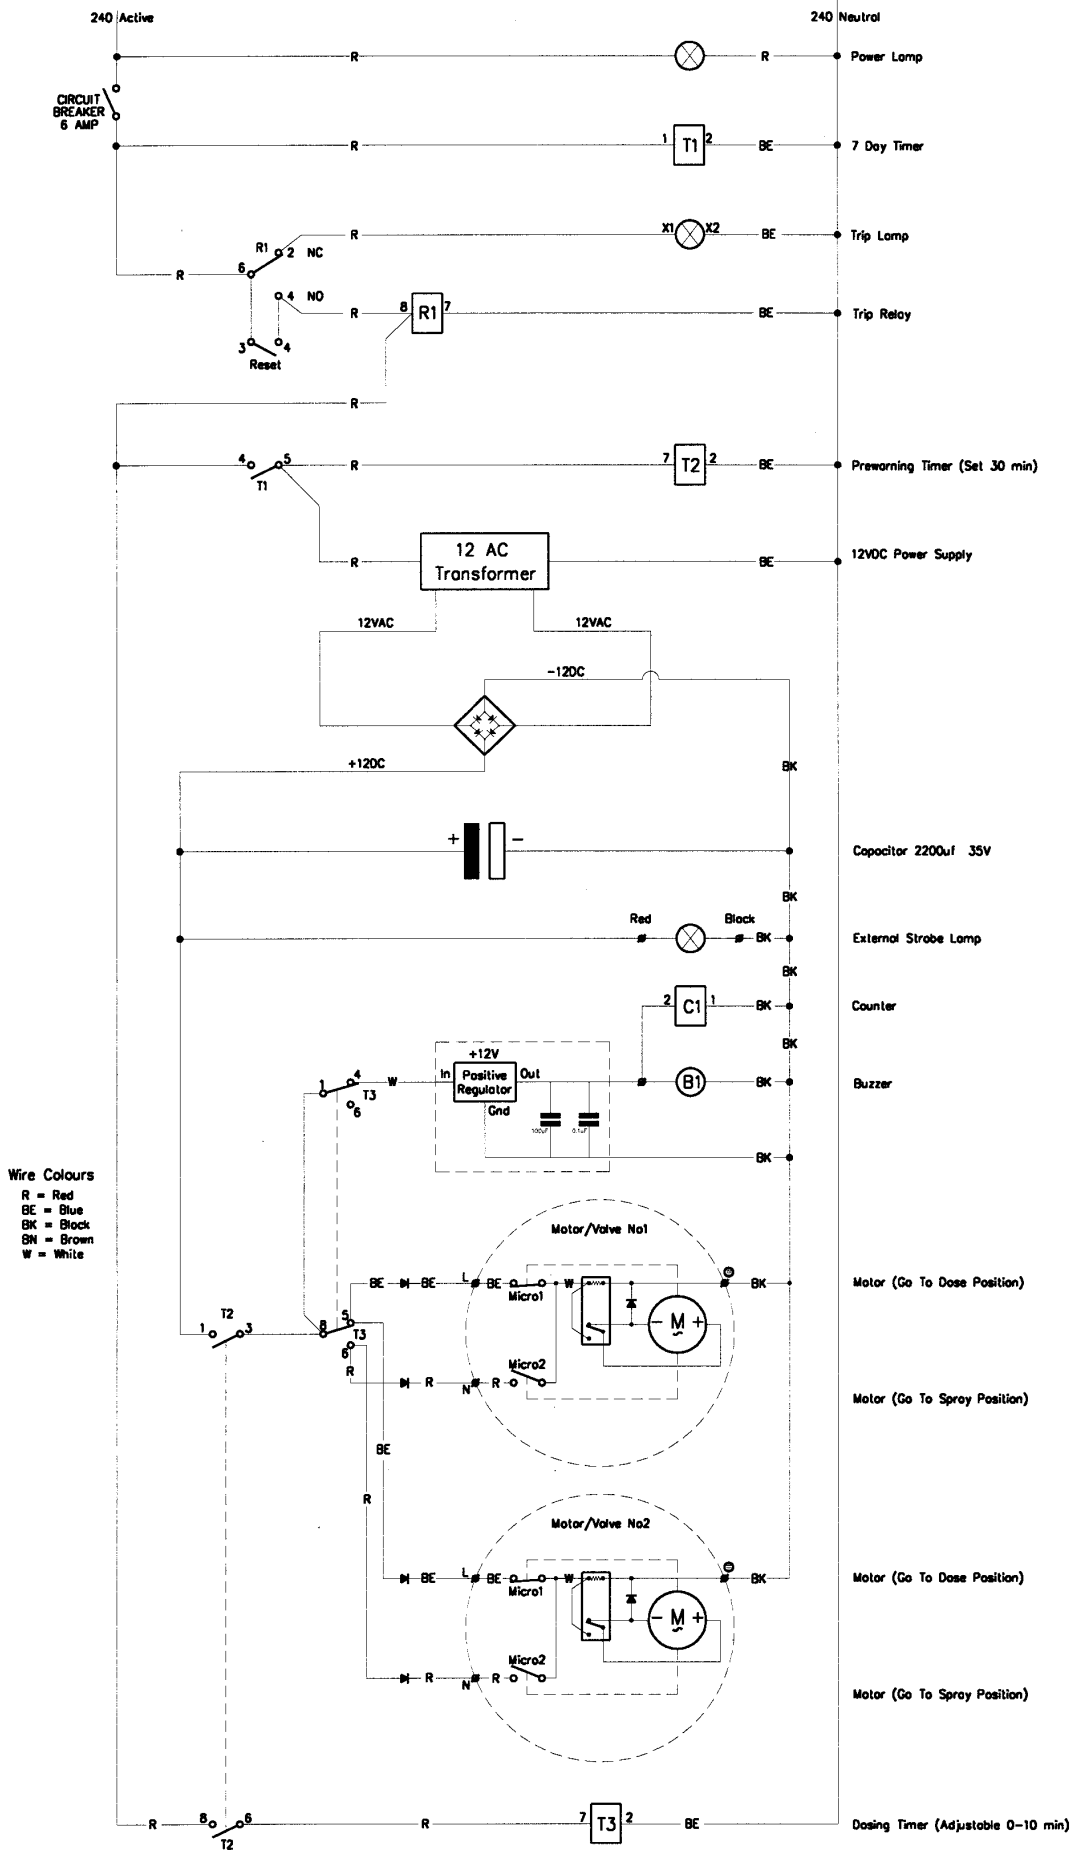 240 Active
240 Neutral
R
R
Power Lamp
CIRCUIT
BREAKER
6 AMP
R
1
T1
2
BE
7 Day Timer
R1
2 NC
R
X1
X2
BE
Trip Lamp
R
6
4 NO
R
8
R1
7
BE
Trip Relay
3
4
Reset
R
4
5
T1
R
7
T2
2
BE
Prewarning Timer (Set 30 min)
R
12 AC
Transformer
BE
12VDC Power Supply
12VAC
12VAC
-12DC
+12DC
BK
+
-
Capacitor 2200uf 35V
BK
Red
Black
BK
External Strobe Lamp
BK
2
C1
1
BK
Counter
BK
1
4
T3
6
W
+12V
In
Positive
Regulator
Out
Gnd
100uF
0.1uF
B1
BK
Buzzer
BK
Wire Colours
R = Red
BE = Blue
BK = Black
BN = Brown
W = White
Motor/Valve No1
BE
BE
L
BE
Micro1
W
BK
Motor (Go To Dose Position)
T2
1
3
8
5
T3
6
R
- M +
~
Micro2
R
N
R
Motor (Go To Spray Position)
BE
R
Motor/Valve No2
BE
L
BE
Micro1
W
BK
Motor (Go To Dose Position)
- M +
~
Micro2
R
N
R
Motor (Go To Spray Position)
R
8
6
T2
R
7
T3
2
BE
Dosing Timer (Adjustable 0-10 min)